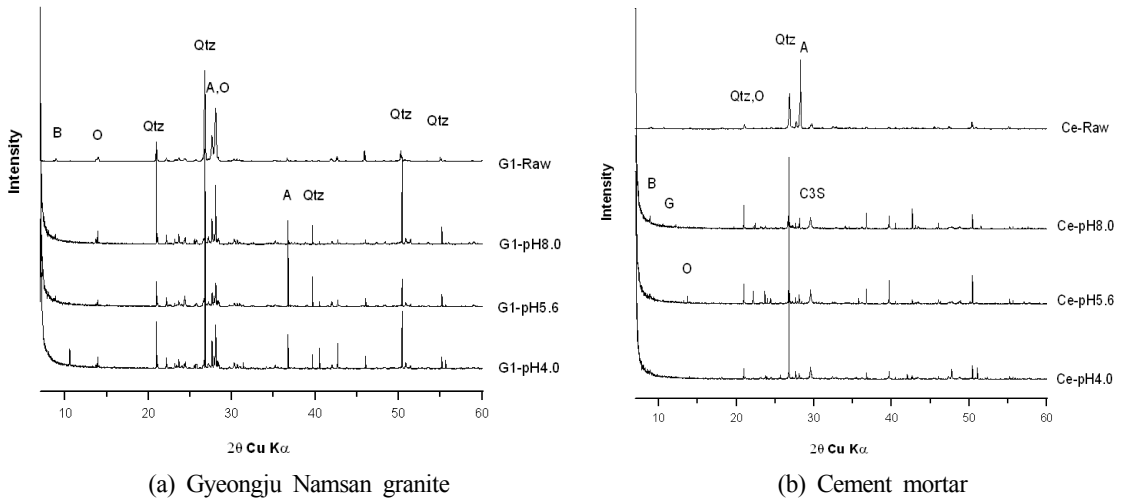 Qtz
A,O
Qtz
Qtz
B
O
Qtz
G1-Raw
A
Qtz
G1-pH8.0
G1-pH5.6
G1-pH4.0
Intensity
10 20 30 40 50 60
2θ Cu Kα
(a) Gyeongju Namsan granite
Qtz
A
Qtz,O
Ce-Raw
B
G
C3S
Ce-pH8.0
O
Ce-pH5.6
Ce-pH4.0
Intensity
10 20 30 40 50 60
2θ Cu Kα
(b) Cement mortar